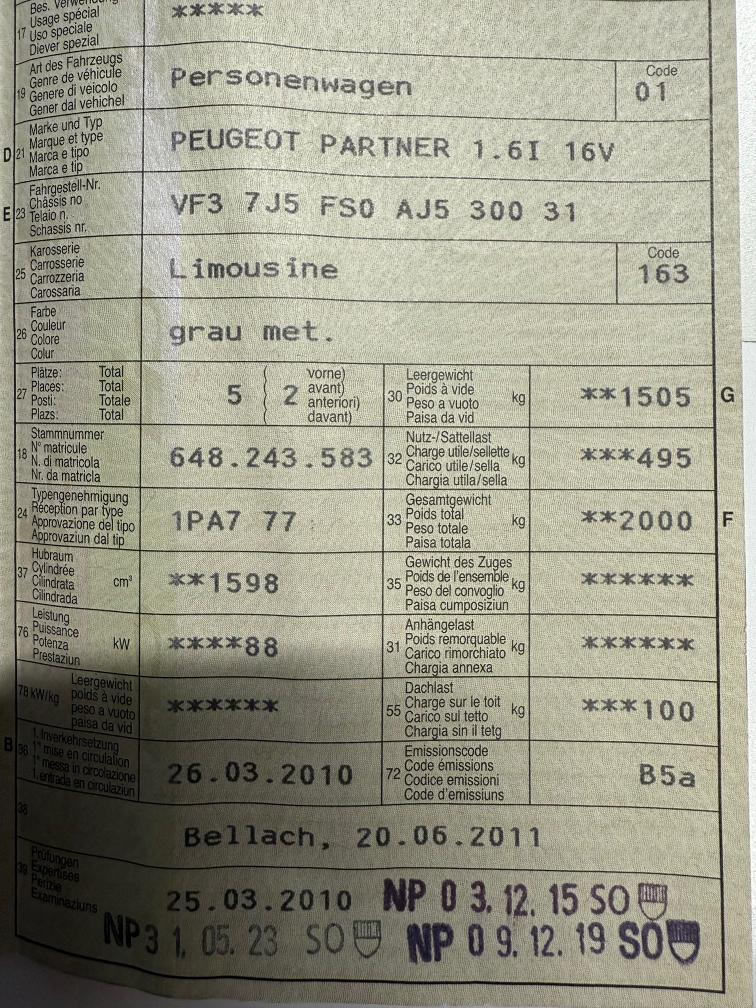 Bes. Verwendung
17 Usage spécial *****
Uso speciale
Diever spezial
Art des Fahrzeugs
Genre de véhicule
19 Genere di veicolo Personenwagen Code 01
Gener dal vehichel
Marke und Typ
D 21 Marque et type PEUGEOT PARTNER 1.6I 16V
Marca e tipo
Marca e tip
Fahrgestell-Nr.
E 23 Châssis no VF3 7J5 FS0 AJ5 300 31
Telaio n.
Schassis nr.
Karosserie
25 Carrosserie Limousine Code 163
Carrozzeria
Carossaria
Farbe
26 Couleur grau met.
Colore
Colur
Plätze: Total vorne)
27 Places: Total 5 ( 2 avant)
Posti: Totale anteriori)
Plazs: Total davant)
Leergewicht
30 Poids à vide kg **1505 G
Peso a vuoto
Paisa da vid
Stammnummer
18 N° matricule 648.243.583
N. di matricola
Nr. da matricla
Nutz-/Sattellast
32 Charge utile/sellette kg ***495
Carico utile/sella
Chargia utila/sella
Typengenehmigung
24 Réception par type 1PA7 77
Approvazione del tipo
Approvaziun dal tip
Gesamtgewicht
33 Poids total kg **2000 F
Peso totale
Paisa totala
Hubraum
37 Cylindrée cm³ **1598
Cilindrata
Cilindrada
Gewicht des Zuges
35 Poids de l'ensemble kg ******
Peso del convoglio
Paisa cumposiziun
Leistung
76 Puissance kW ****88
Potenza
Prestaziun
Anhängelast
31 Poids remorquable kg ******
Carico rimorchiato
Chargia annexa
Leergewicht
78 kW/kg poids à vide ******
peso a vuoto
paisa da vid
Dachlast
55 Charge sur le toit kg ***100
Carico sul tetto
Chargia sin il tetg
1. Inverkehrsetzung
B 36 1re mise en circulation 26.03.2010
1a messa in circolazione
1. entrada en circulaziun
Emissionscode
72 Code émissions B5a
Codice emissioni
Code d'emissiuns
38 Bellach, 20.06.2011
Prüfungen
39 Expertises 25.03.2010 NP 0 3. 12. 15 SO
Perizie
Examinaziuns
NP 3 1. 05. 23 SO NP 0 9. 12. 19 SO